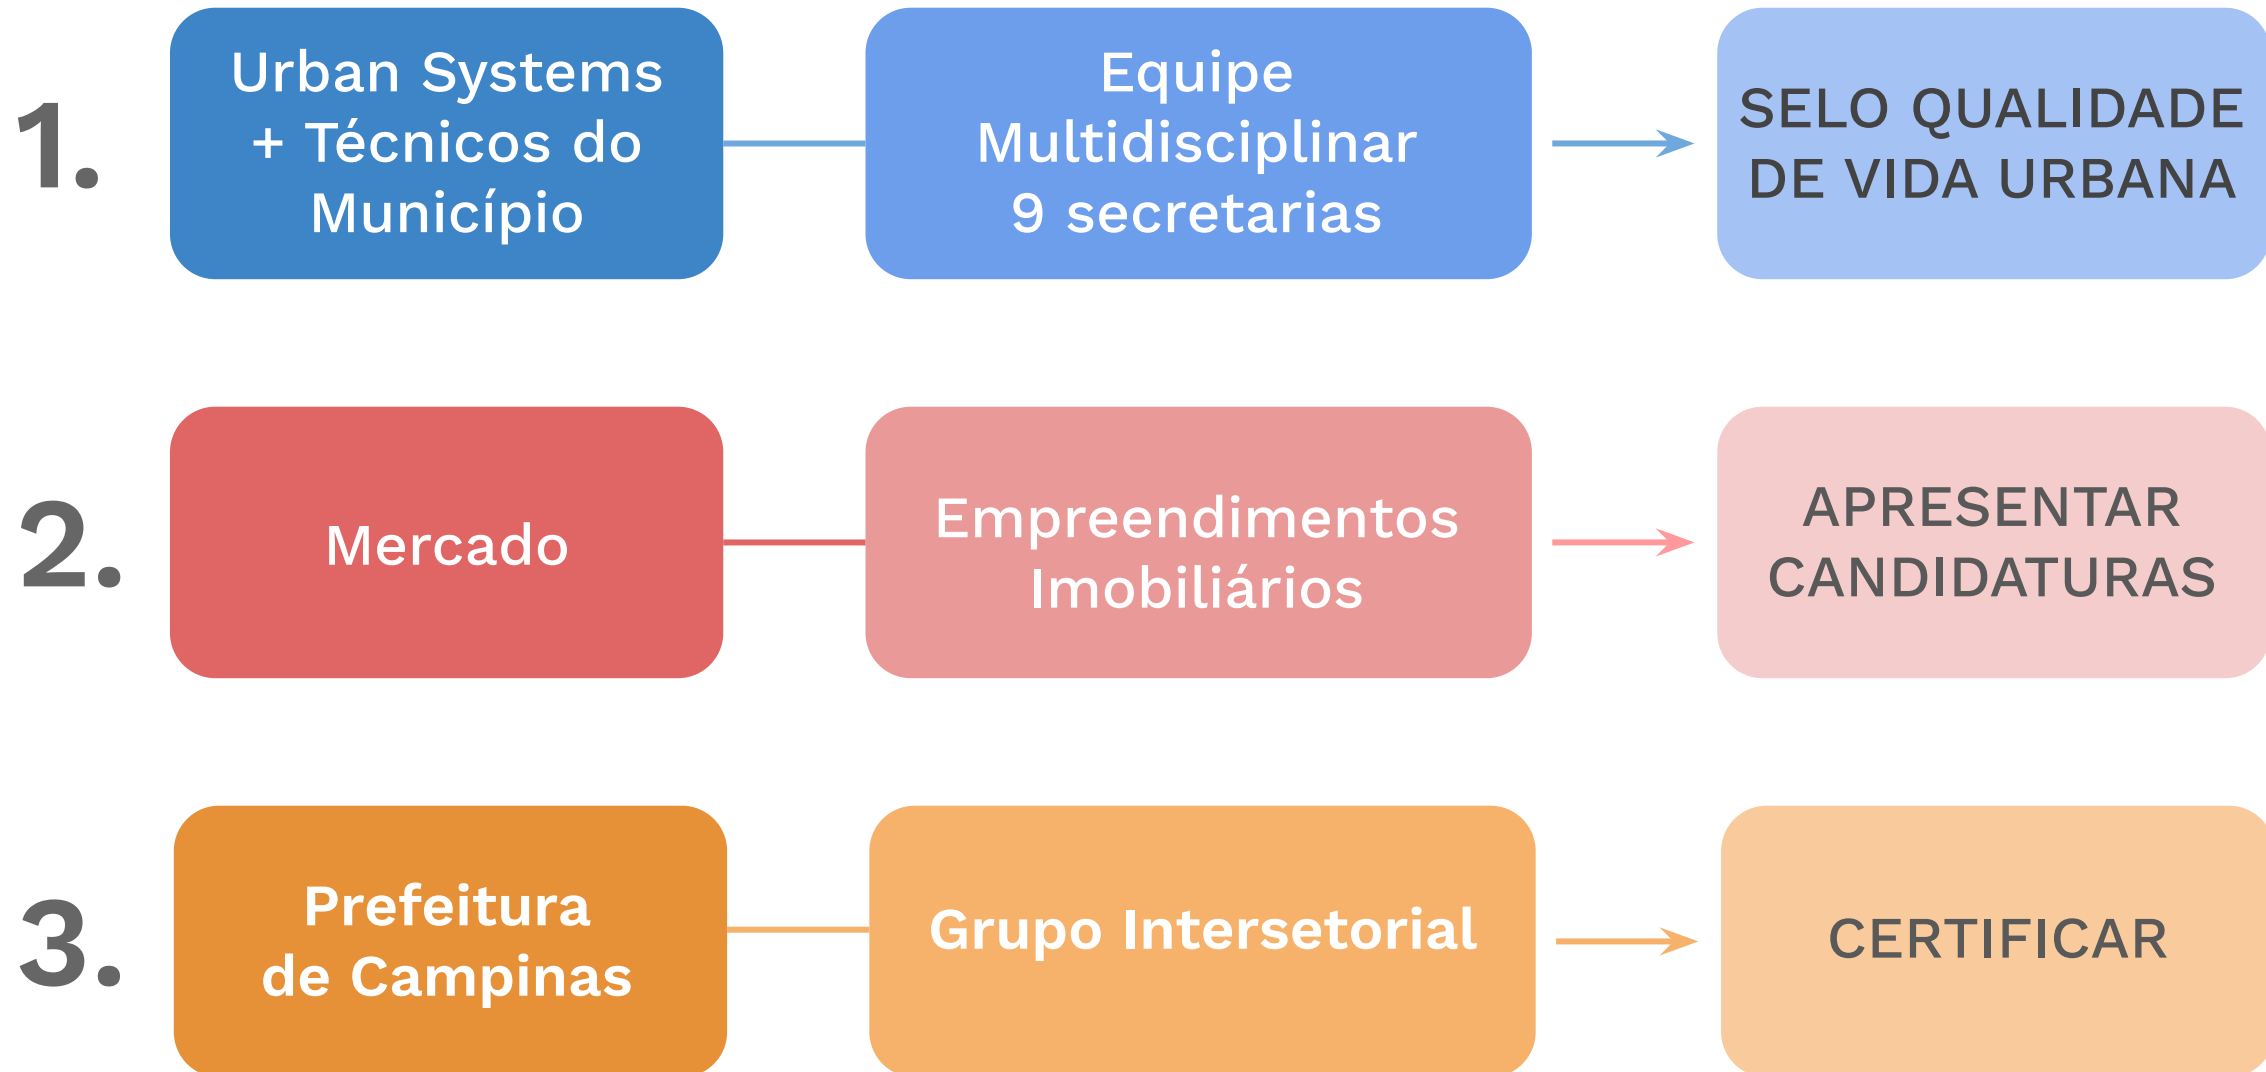 1.
Urban Systems
+ Técnicos do
Município
Equipe
Multidisciplinar
9 secretarias
SELO QUALIDADE
DE VIDA URBANA
2.
Mercado
Empreendimentos
Imobiliários
APRESENTAR
CANDIDATURAS
3.
Prefeitura
de Campinas
Grupo Intersetorial
CERTIFICAR